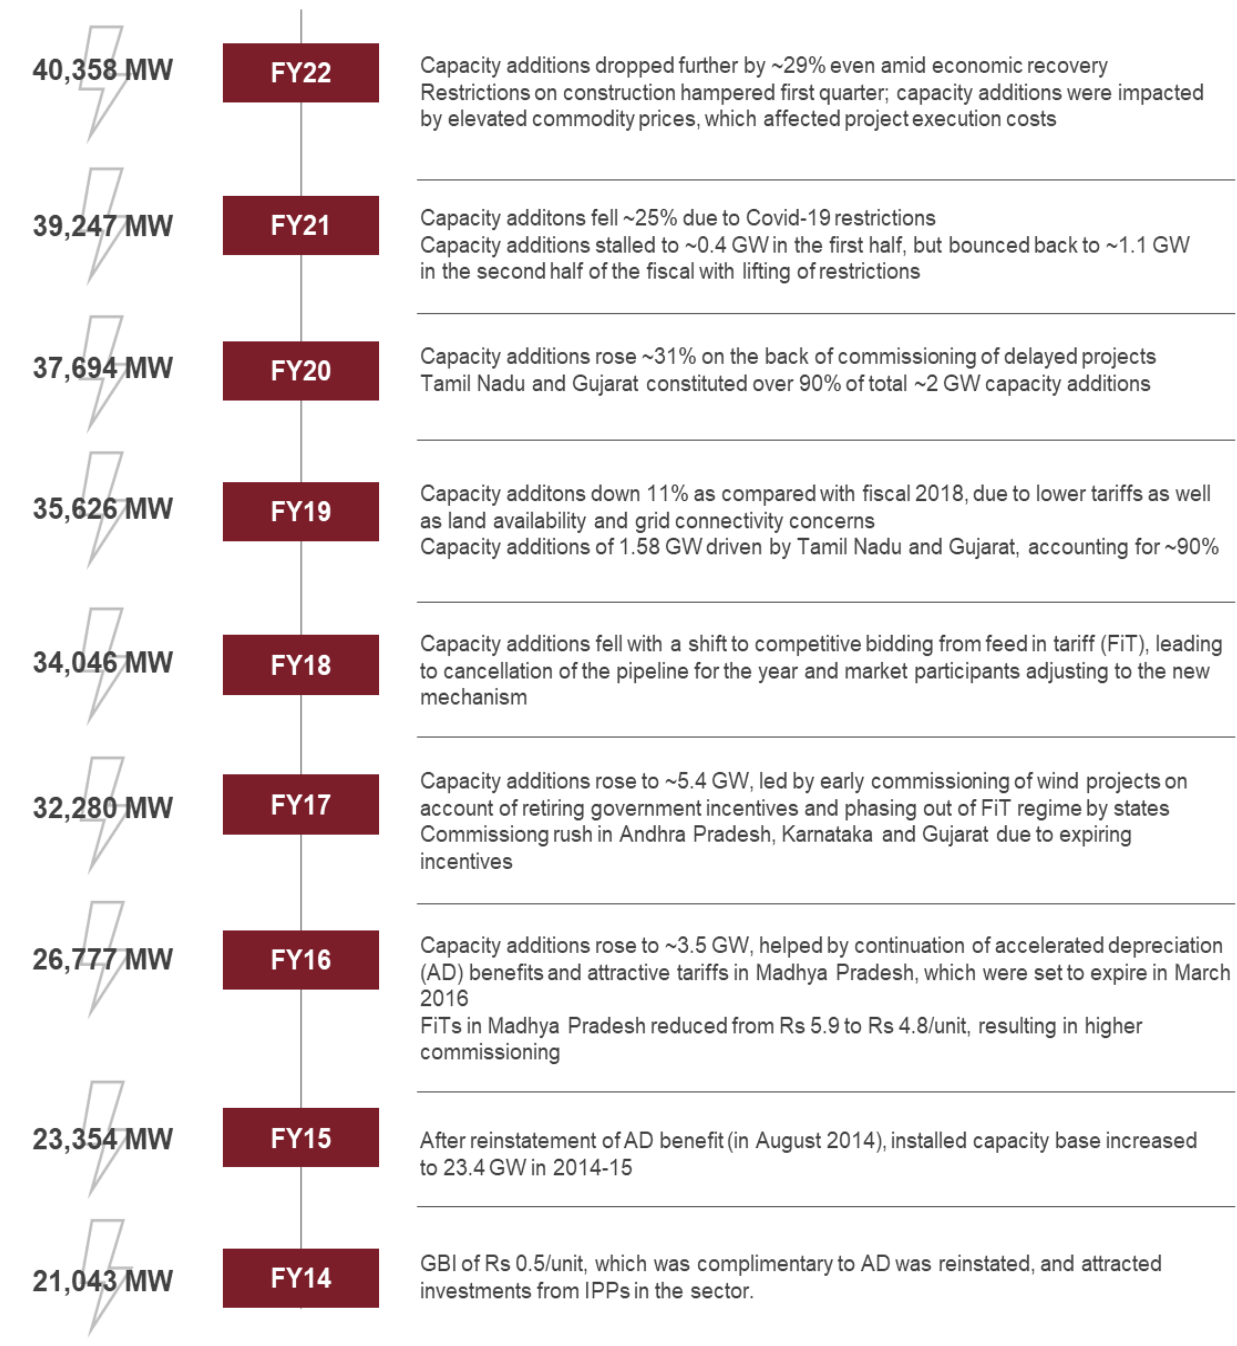 40,358 MW
FY22
Capacity additions dropped further by ~29% even amid economic recovery
Restrictions on construction hampered first quarter; capacity additions were impacted
by elevated commodity prices, which affected project execution costs
39,247 MW
FY21
Capacity additons fell ~25% due to Covid-19 restrictions
Capacity additions stalled to ~0.4 GW in the first half, but bounced back to ~1.1 GW
in the second half of the fiscal with lifting of restrictions
37,694 MW
FY20
Capacity additions rose ~31% on the back of commissioning of delayed projects
Tamil Nadu and Gujarat constituted over 90% of total ~2 GW capacity additions
35,626 MW
FY19
Capacity additons down 11% as compared with fiscal 2018, due to lower tariffs as well
as land availability and grid connectivity concerns
Capacity additions of 1.58 GW driven by Tamil Nadu and Gujarat, accounting for ~90%
34,046 MW
FY18
Capacity additions fell with a shift to competitive bidding from feed in tariff (FiT), leading
to cancellation of the pipeline for the year and market participants adjusting to the new
mechanism
32,280 MW
FY17
Capacity additions rose to ~5.4 GW, led by early commissioning of wind projects on
account of retiring government incentives and phasing out of FiT regime by states
Commissiong rush in Andhra Pradesh, Karnataka and Gujarat due to expiring
incentives
26,777 MW
FY16
Capacity additions rose to ~3.5 GW, helped by continuation of accelerated depreciation
(AD) benefits and attractive tariffs in Madhya Pradesh, which were set to expire in March
2016
FiTs in Madhya Pradesh reduced from Rs 5.9 to Rs 4.8/unit, resulting in higher
commissioning
23,354 MW
FY15
After reinstatement of AD benefit (in August 2014), installed capacity base increased
to 23.4 GW in 2014-15
21,043 MW
FY14
GBI of Rs 0.5/unit, which was complimentary to AD was reinstated, and attracted
investments from IPPs in the sector.